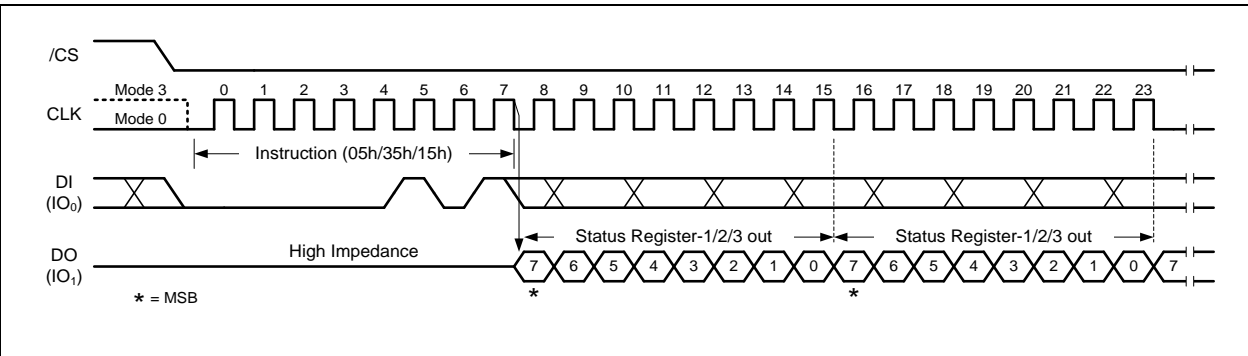 /CS
Mode 3
0 1 2 3 4 5 6 7 8 9 10 11 12 13 14 15 16 17 18 19 20 21 22 23
CLK
Mode 0
Instruction (05h/35h/15h)
DI
(IO0)
High Impedance
Status Register-1/2/3 out
Status Register-1/2/3 out
DO
(IO1)
7 6 5 4 3 2 1 0 7 6 5 4 3 2 1 0 7
* *
* = MSB